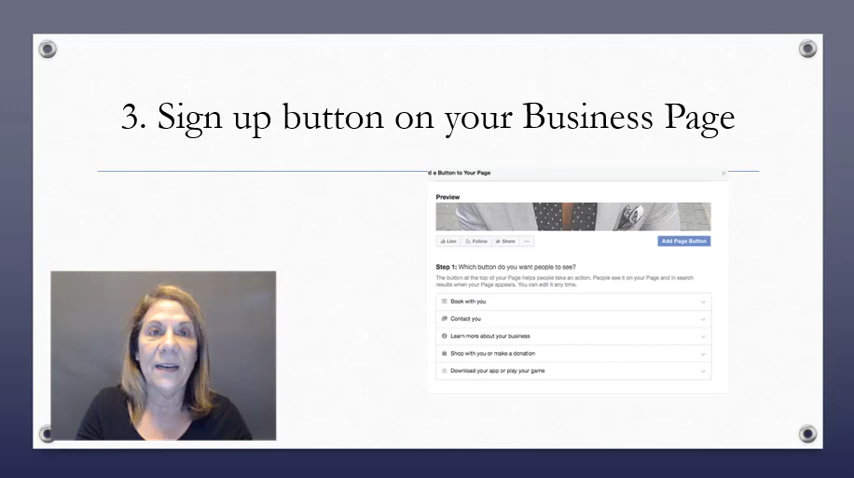 3. Sign up button on your Business Page
d a Button to Your Page
Preview
Like Follow Share
Add Page Button
Step 1: Which button do you want people to see?
The button at the top of your Page helps people take an action. People see it on your Page and in search
results when your Page appears. You can edit it any time.
Book with you
Contact you
Learn more about your business
Shop with you or make a donation
Download your app or play your game